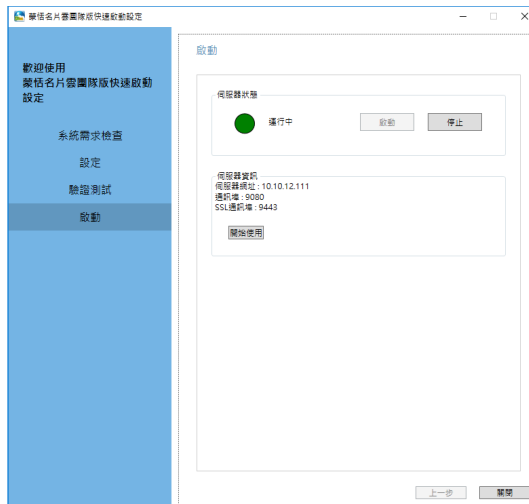 蒙恬名片雲團隊版快速啟動設定
啟動
歡迎使用
蒙恬名片雲團隊版快速啟動
設定
系統需求檢查
設定
驗證測試
啟動
伺服器狀態
運行中
啟動
停止
伺服器資訊
伺服器網址 : 10.10.12.111
通訊埠 : 9080
SSL通訊埠 : 9443
開始使用
上一步
關閉